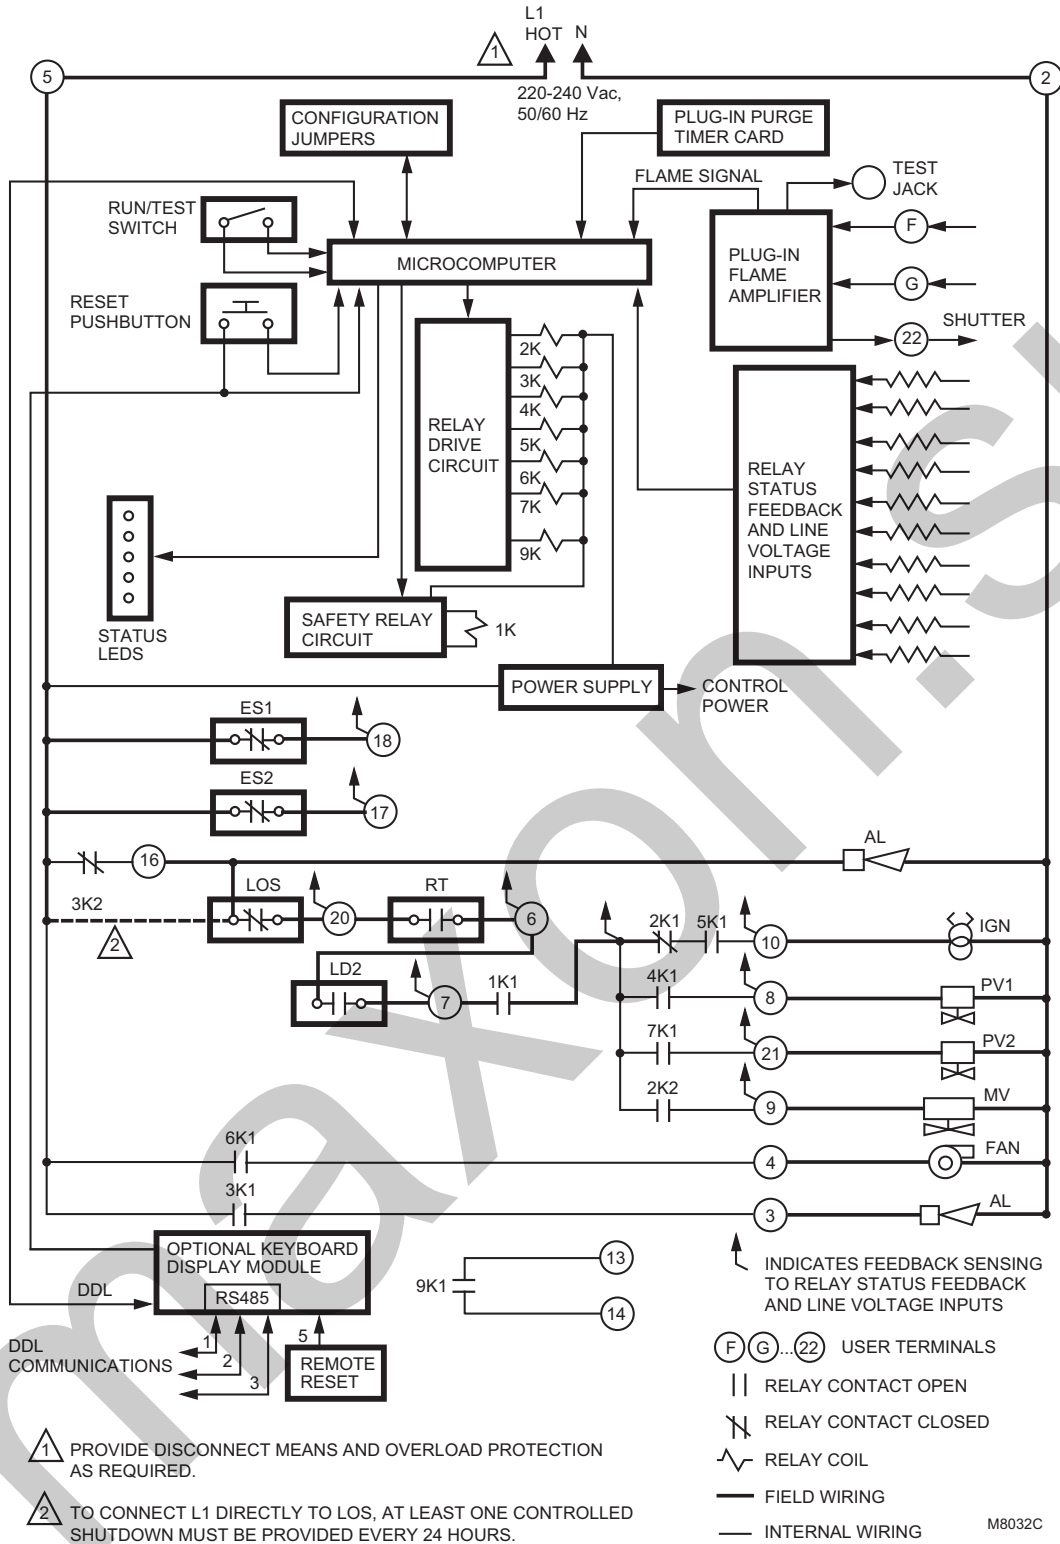 L1
HOT N
1
5
2
220-240 Vac,
50/60 Hz
CONFIGURATION
JUMPERS
PLUG-IN PURGE
TIMER CARD
FLAME SIGNAL
TEST
JACK
RUN/TEST
SWITCH
F
MICROCOMPUTER
PLUG-IN
FLAME
AMPLIFIER
G
RESET
PUSHBUTTON
SHUTTER
22
RELAY
DRIVE
CIRCUIT
2K
3K
4K
5K
6K
7K
9K
RELAY
STATUS
FEEDBACK
AND LINE
VOLTAGE
INPUTS
STATUS
LEDS
SAFETY RELAY
CIRCUIT
1K
POWER SUPPLY
CONTROL
POWER
ES1
18
ES2
17
16
AL
3K2
2
LOS
20
RT
6
2K1
5K1
10
IGN
LD2
7
1K1
4K1
8
PV1
7K1
21
PV2
2K2
9
MV
6K1
4
FAN
3K1
3
AL
OPTIONAL KEYBOARD
DISPLAY MODULE
RS485
DDL
DDL
COMMUNICATIONS
1
2
3
5
REMOTE
RESET
9K1
13
14
INDICATES FEEDBACK SENSING
TO RELAY STATUS FEEDBACK
AND LINE VOLTAGE INPUTS
F G...22 USER TERMINALS
RELAY CONTACT OPEN
RELAY CONTACT CLOSED
RELAY COIL
FIELD WIRING
INTERNAL WIRING
1 PROVIDE DISCONNECT MEANS AND OVERLOAD PROTECTION
AS REQUIRED.
2 TO CONNECT L1 DIRECTLY TO LOS, AT LEAST ONE CONTROLLED
SHUTDOWN MUST BE PROVIDED EVERY 24 HOURS.
M8032C
maxon.s